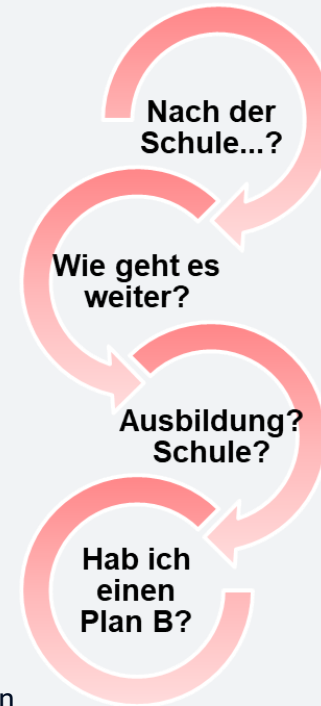 Nach der
Schule...?
Wie geht es
weiter?
Ausbildung?
Schule?
Hab ich
einen
Plan B?
n